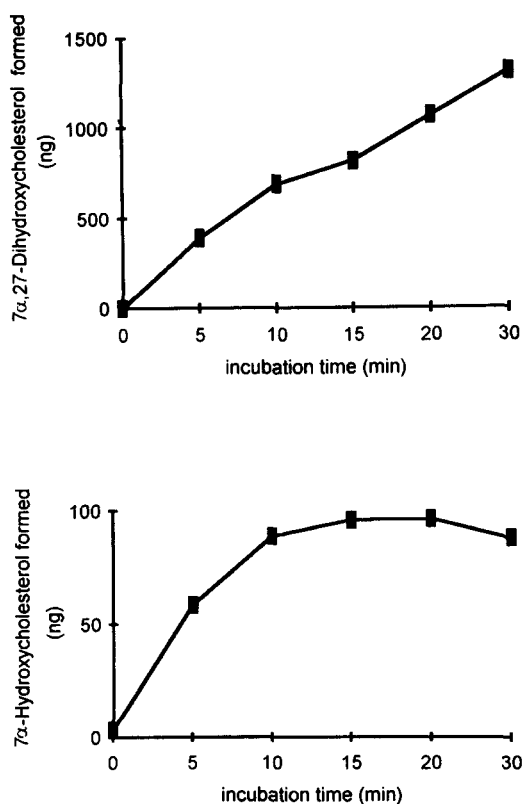 7α,27-Dihydroxycholesterol formed
(ng)
1500
1000
500
0
0 5 10 15 20 30
incubation time (min)
7α-Hydroxycholesterol formed
(ng)
100
50
0
0 5 10 15 20 30
incubation time (min)